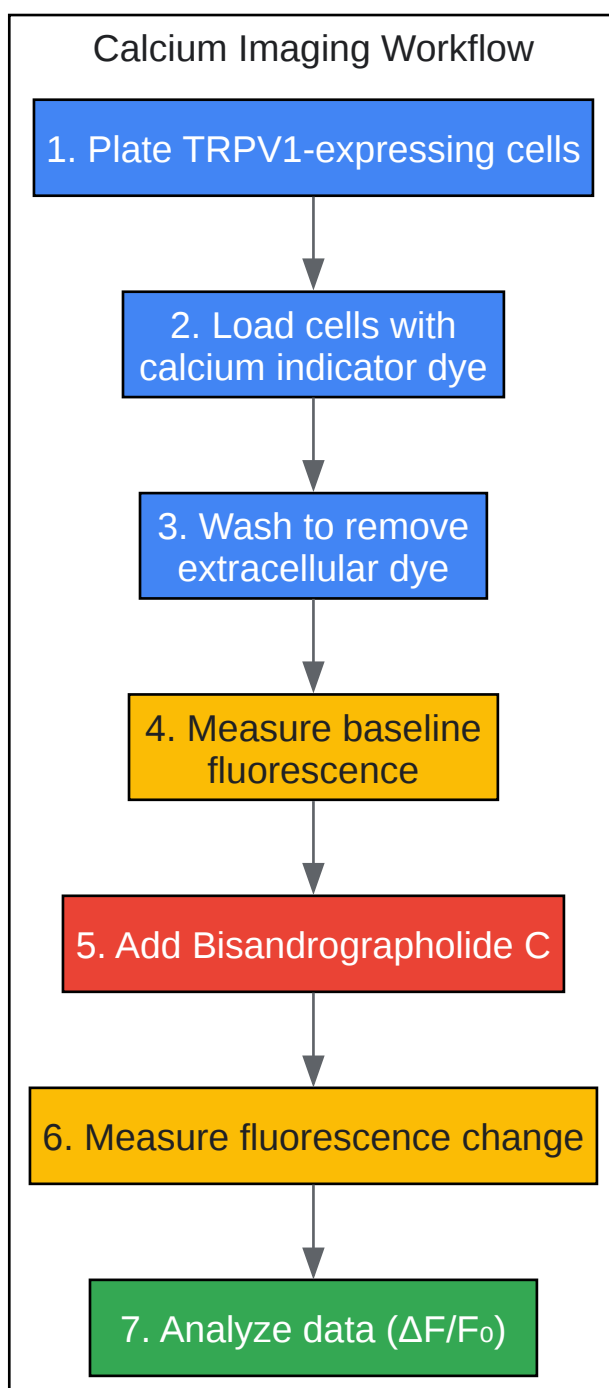 Calcium Imaging Workflow
1. Plate TRPV1-expressing cells
2. Load cells with
calcium indicator dye
3. Wash to remove
extracellular dye
4. Measure baseline
fluorescence
5. Add Bisandrographolide C
6. Measure fluorescence change
7. Analyze data (ΔF/F₀)